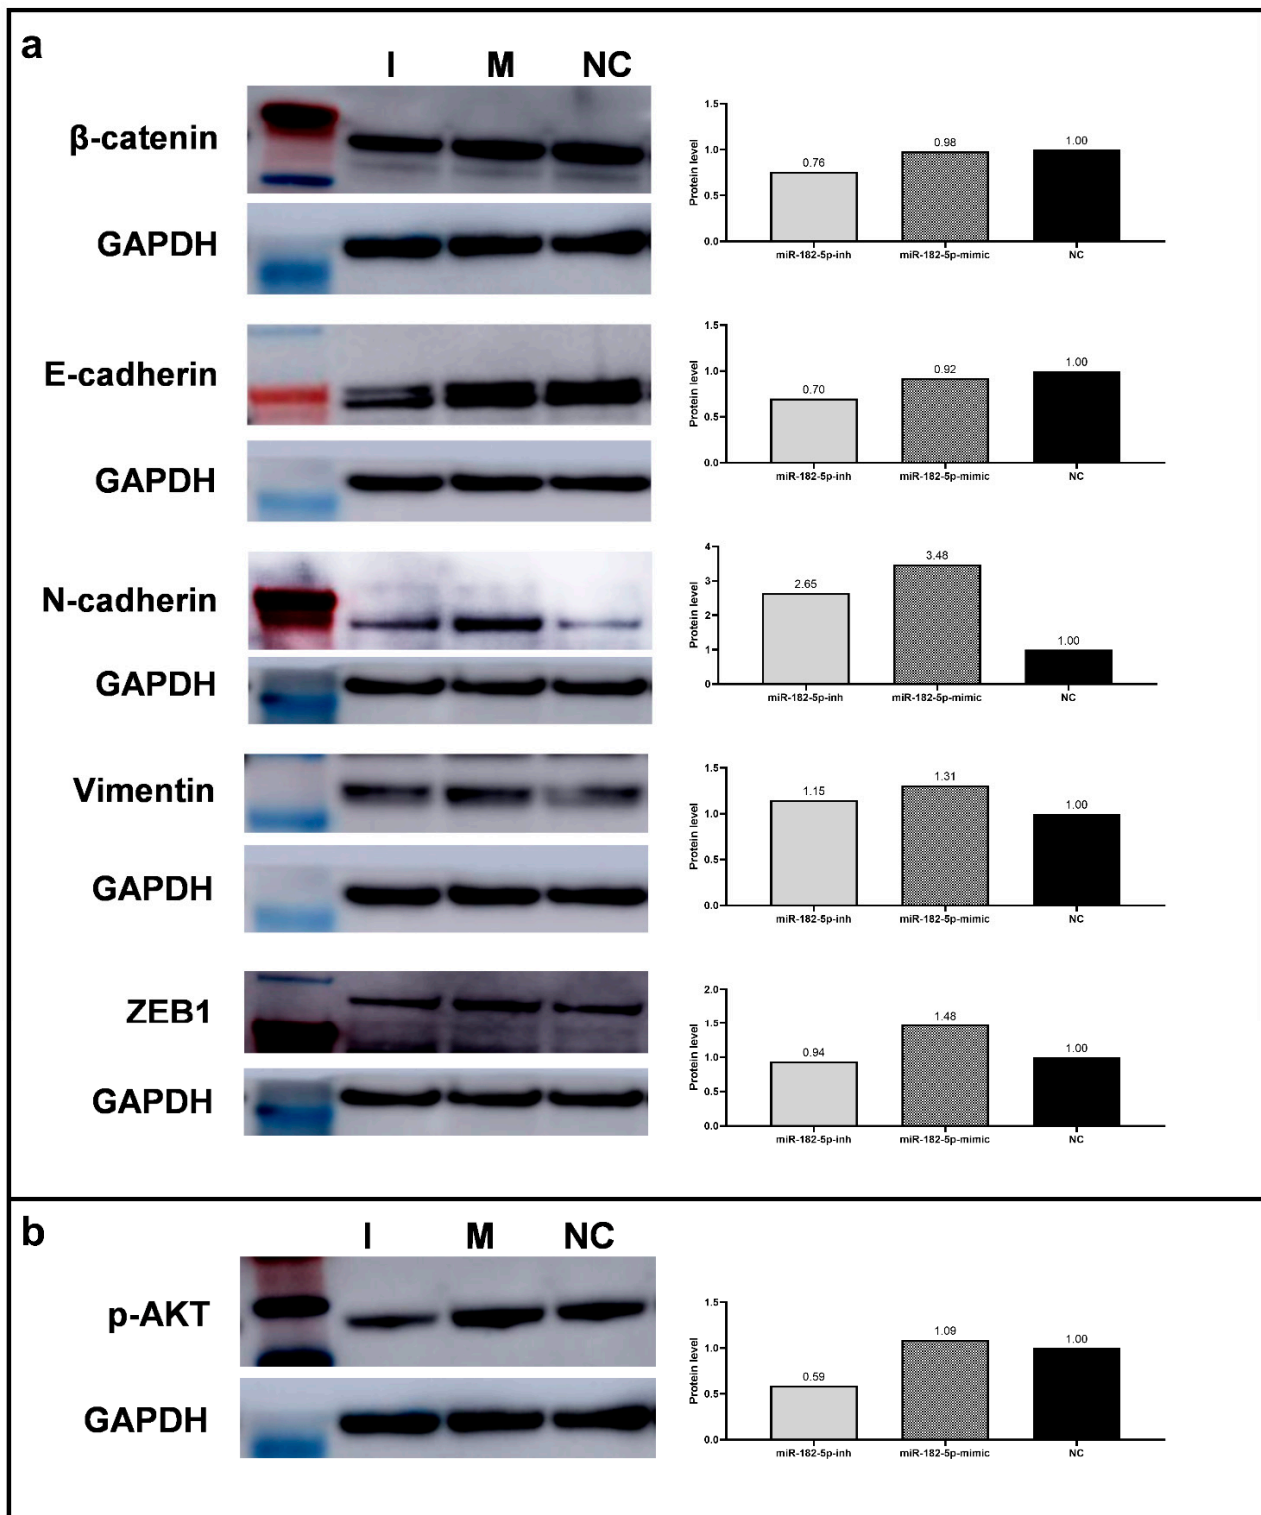 a
I M NC
β-catenin
GAPDH
1.5
1.0
0.5
0.0
Protein level
0.76
0.98
1.00
miR-182-5p-inh miR-182-5p-mimic NC
E-cadherin
GAPDH
1.5
1.0
0.5
0.0
Protein level
0.70
0.92
1.00
miR-182-5p-inh miR-182-5p-mimic NC
N-cadherin
GAPDH
4
3
2
1
0
Protein level
2.65
3.48
1.00
miR-182-5p-inh miR-182-5p-mimic NC
Vimentin
GAPDH
1.5
1.0
0.5
0.0
Protein level
1.15
1.31
1.00
miR-182-5p-inh miR-182-5p-mimic NC
ZEB1
GAPDH
2.0
1.5
1.0
0.5
0.0
Protein level
0.94
1.48
1.00
miR-182-5p-inh miR-182-5p-mimic NC
b
I M NC
p-AKT
GAPDH
1.5
1.0
0.5
0.0
Protein level
0.59
1.09
1.00
miR-182-5p-inh miR-182-5p-mimic NC